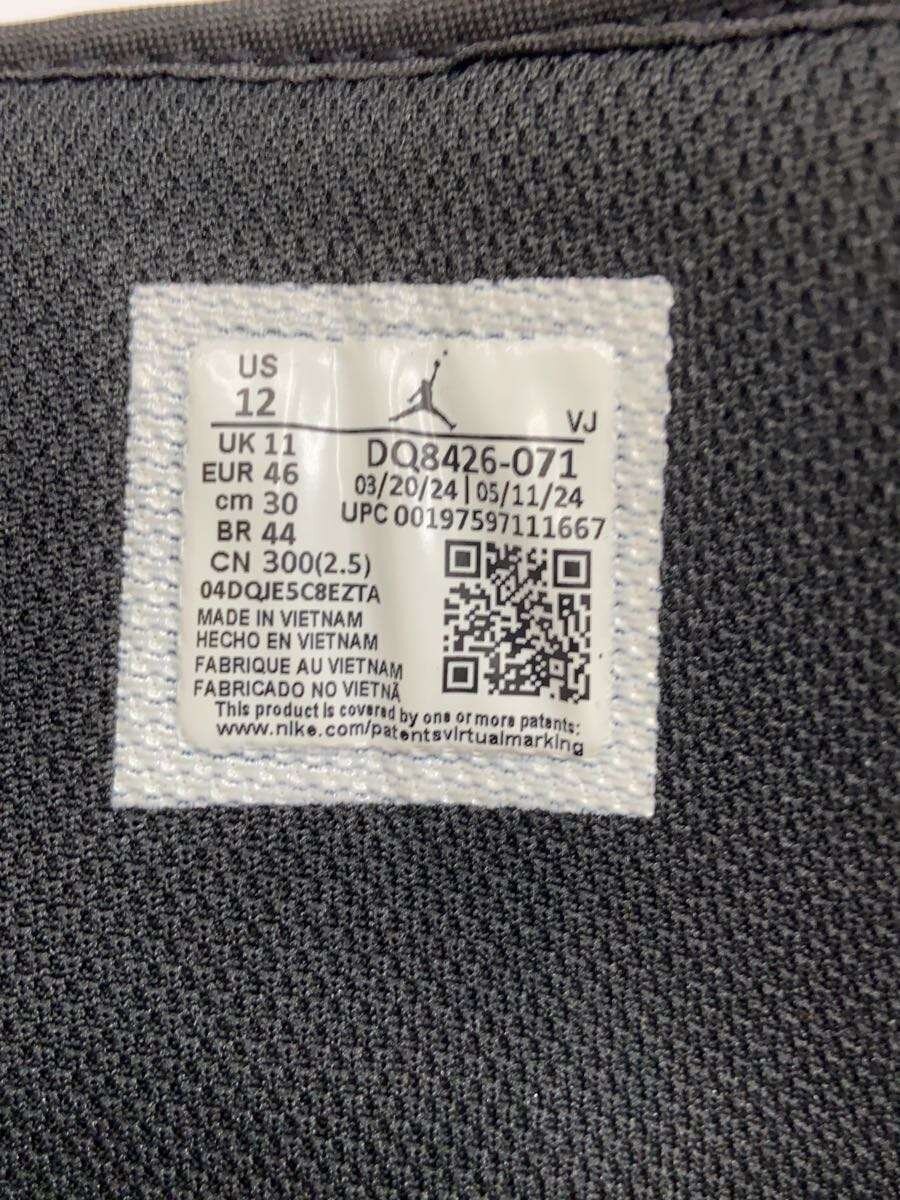 US
12
VJ
UK 11
EUR 46
cm 30
BR 44
CN 300(2.5)
DQ8426-071
03/20/24 | 05/11/24
UPC 00197597111667
04DQJE5C8EZTA
MADE IN VIETNAM
HECHO EN VIETNAM
FABRIQUE AU VIETNAM
FABRICADO NO VIETNÃ
This product is covered by one or more patents:
www.nike.com/patentsvirtualmarking